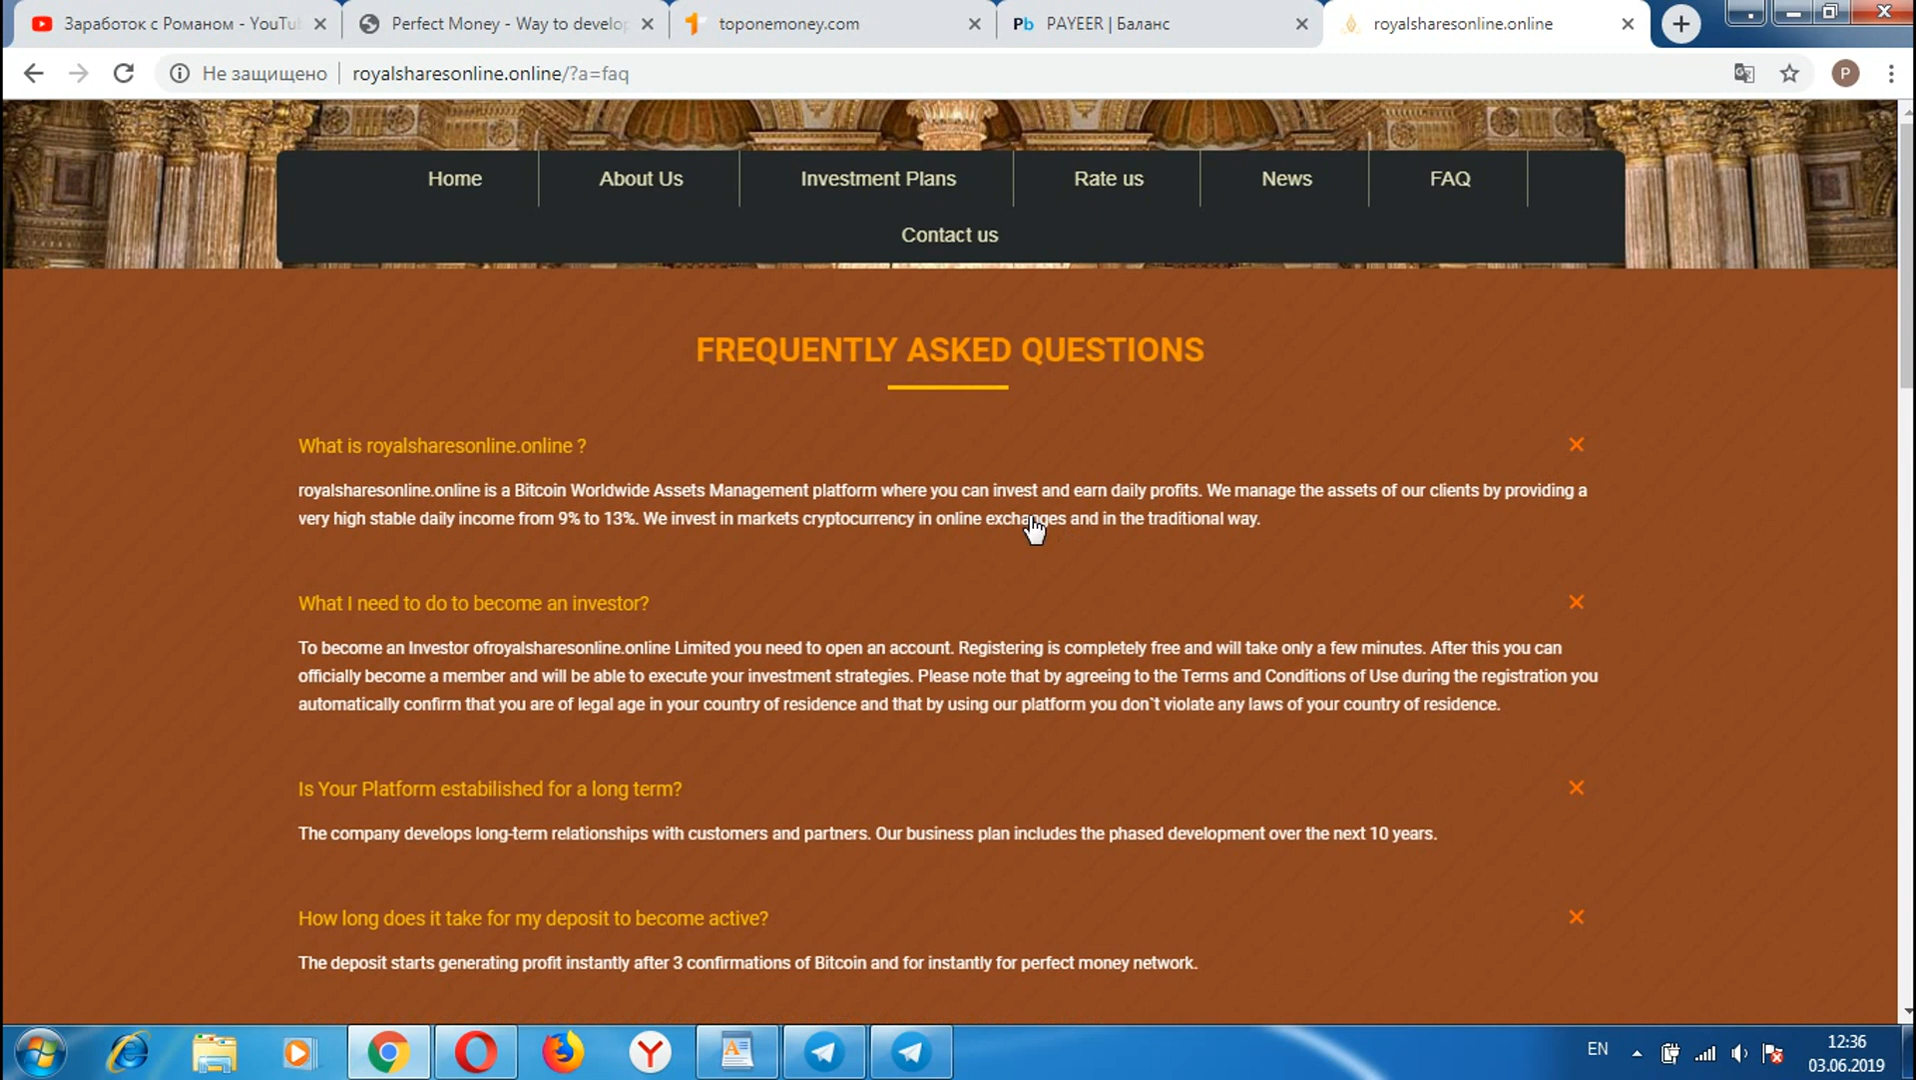 Заработок с Романом - YouTu
Perfect Money - Way to develop
toponemoney.com
PAYEER | Баланс
royalsharesonline.online
Не защищено
royalsharesonline.online/?a=faq
P
Home
About Us
Investment Plans
Rate us
News
FAQ
Contact us
FREQUENTLY ASKED QUESTIONS
What is royalsharesonline.online ?
royalsharesonline.online is a Bitcoin Worldwide Assets Management platform where you can invest and earn daily profits. We manage the assets of our clients by providing a
very high stable daily income from 9% to 13%. We invest in markets cryptocurrency in online exchanges and in the traditional way.
What I need to do to become an investor?
To become an Investor ofroyalsharesonline.online Limited you need to open an account. Registering is completely free and will take only a few minutes. After this you can
officially become a member and will be able to execute your investment strategies. Please note that by agreeing to the Terms and Conditions of Use during the registration you
automatically confirm that you are of legal age in your country of residence and that by using our platform you don`t violate any laws of your country of residence.
Is Your Platform estabilished for a long term?
The company develops long-term relationships with customers and partners. Our business plan includes the phased development over the next 10 years.
How long does it take for my deposit to become active?
The deposit starts generating profit instantly after 3 confirmations of Bitcoin and for instantly for perfect money network.
EN
12:36
03.06.2019